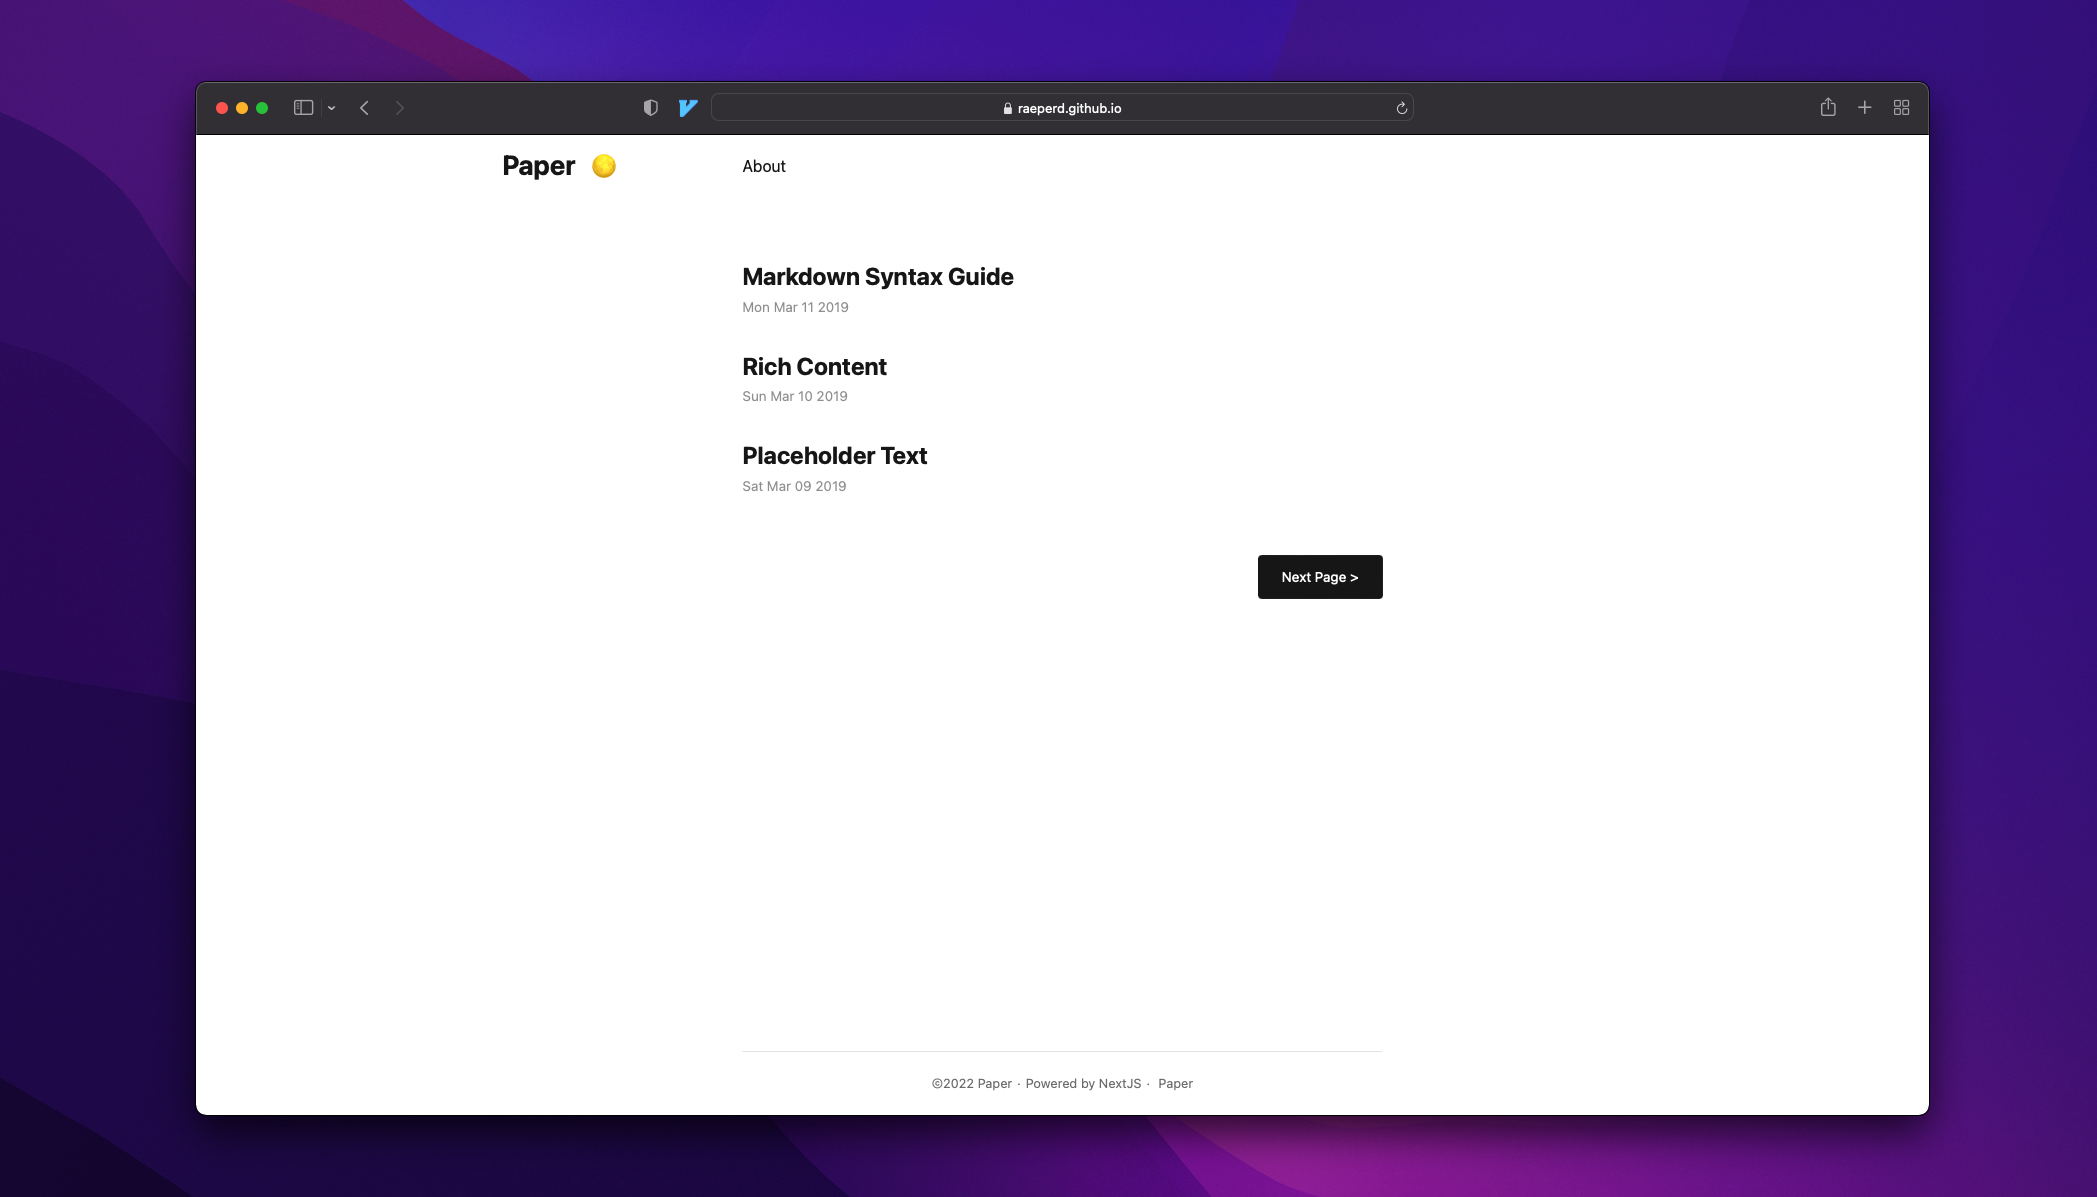 raeperd.github.io
Paper
About
Markdown Syntax Guide
Mon Mar 11 2019
Rich Content
Sun Mar 10 2019
Placeholder Text
Sat Mar 09 2019
Next Page >
©2022 Paper · Powered by NextJS · Paper